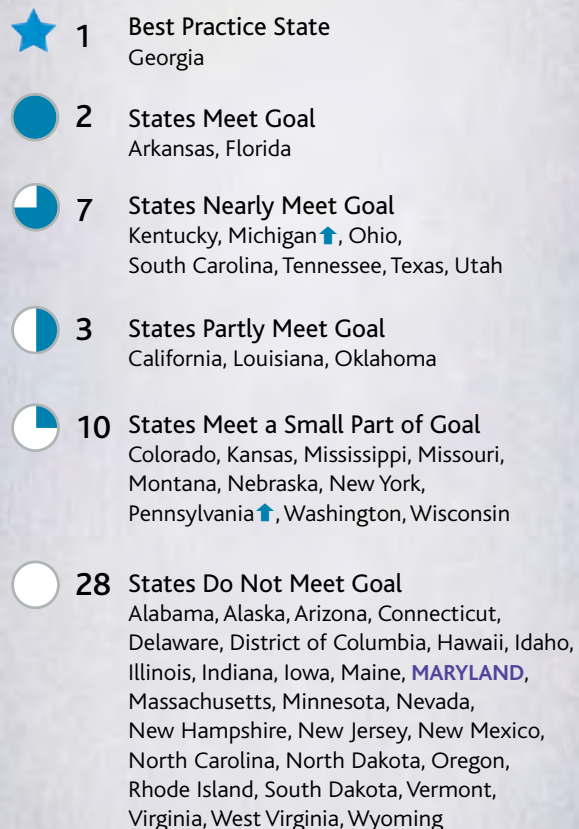 1 Best Practice State
Georgia
2 States Meet Goal
Arkansas, Florida
7 States Nearly Meet Goal
Kentucky, Michigan⬆, Ohio,
South Carolina, Tennessee, Texas, Utah
3 States Partly Meet Goal
California, Louisiana, Oklahoma
10 States Meet a Small Part of Goal
Colorado, Kansas, Mississippi, Missouri,
Montana, Nebraska, New York,
Pennsylvania⬆, Washington, Wisconsin
28 States Do Not Meet Goal
Alabama, Alaska, Arizona, Connecticut,
Delaware, District of Columbia, Hawaii, Idaho,
Illinois, Indiana, Iowa, Maine, MARYLAND,
Massachusetts, Minnesota, Nevada,
New Hampshire, New Jersey, New Mexico,
North Carolina, North Dakota, Oregon,
Rhode Island, South Dakota, Vermont,
Virginia, West Virginia, Wyoming